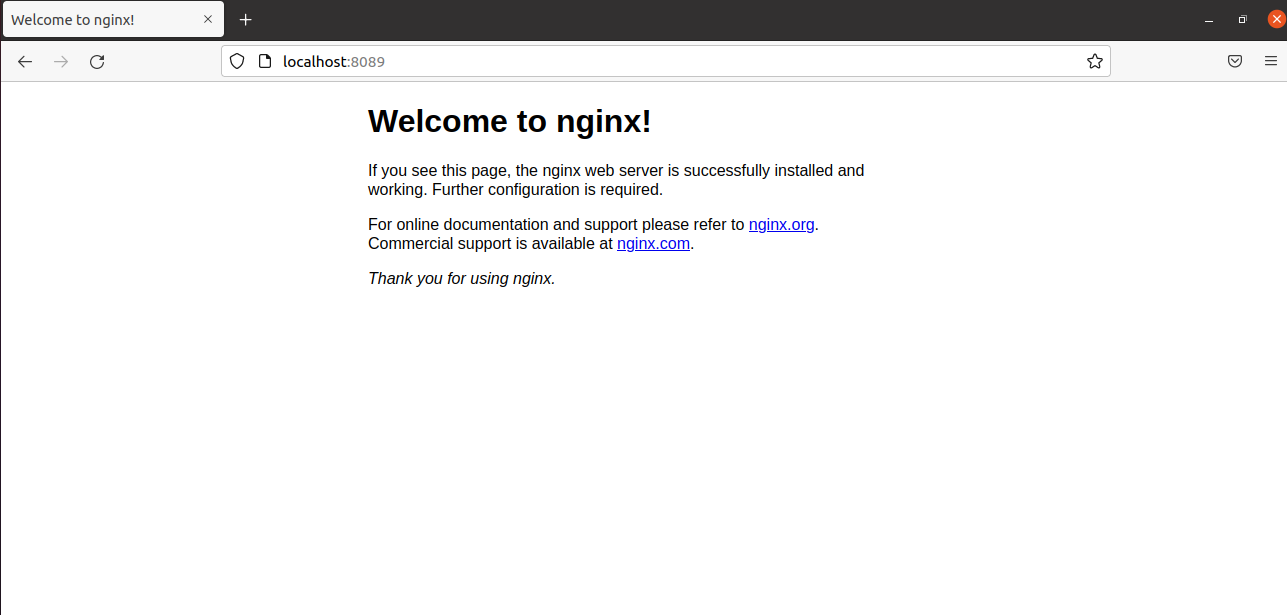 Welcome to nginx!
localhost:8089
Welcome to nginx!
If you see this page, the nginx web server is successfully installed and
working. Further configuration is required.
For online documentation and support please refer to nginx.org.
Commercial support is available at nginx.com.
Thank you for using nginx.